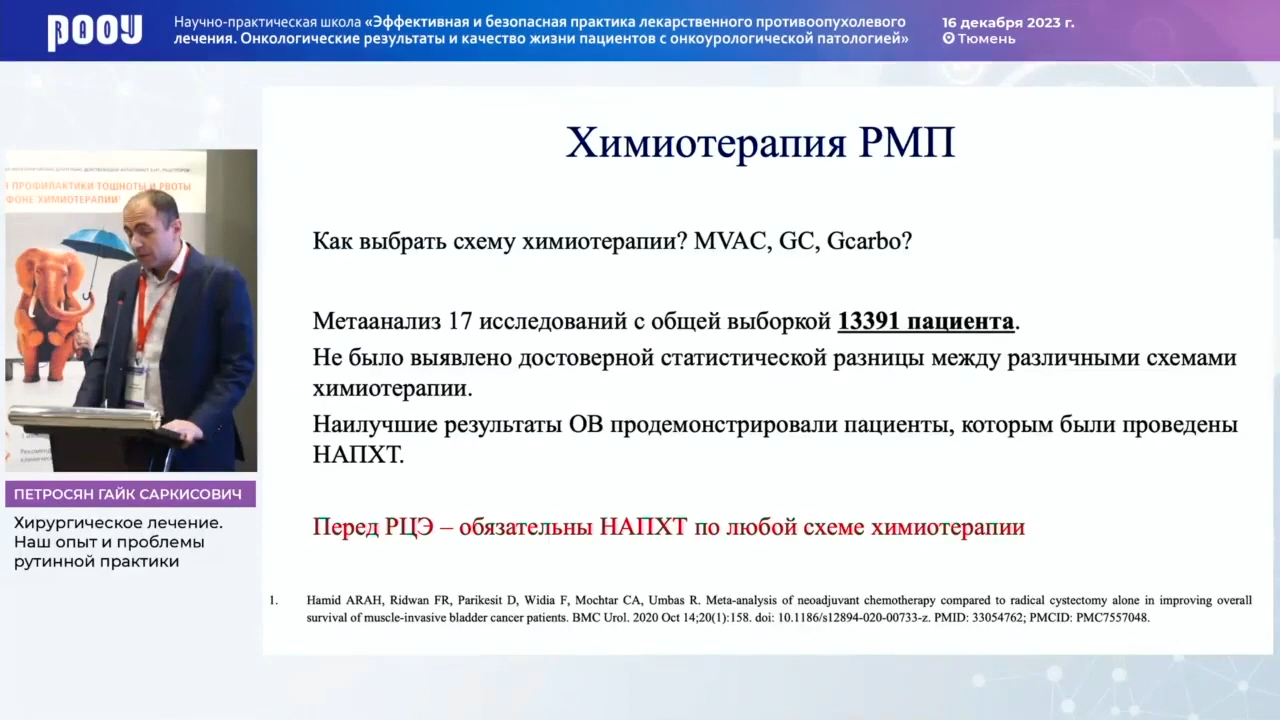 РООУ
RAOU
Научно-практическая школа «Эффективная и безопасная практика лекарственного противоопухолевого
лечения. Онкологические результаты и качество жизни пациентов с онкоурологической патологией»
16 декабря 2023 г.
Тюмень
Химиотерапия РМП
Как выбрать схему химиотерапии? MVAC, GC, Gcarbo?
Метаанализ 17 исследований с общей выборкой 13391 пациента.
Не было выявлено достоверной статистической разницы между различными схемами
химиотерапии.
Наилучшие результаты ОВ продемонстрировали пациенты, которым были проведены
НАПХТ.
Перед РЦЭ – обязательны НАПХТ по любой схеме химиотерапии
1. Hamid ARAH, Ridwan FR, Parikesit D, Widia F, Mochtar CA, Umbas R. Meta-analysis of neoadjuvant chemotherapy compared to radical cystectomy alone in improving overall
survival of muscle-invasive bladder cancer patients. BMC Urol. 2020 Oct 14;20(1):158. doi: 10.1186/s12894-020-00733-z. PMID: 33054762; PMCID: PMC7557048.
ПРОФИЛАКТИКИ ТОШНОТЫ И РВОТЫ
ФОНЕ ХИМИОТЕРАПИИ
ПЕТРОСЯН ГАЙК САРКИСОВИЧ
Хирургическое лечение.
Наш опыт и проблемы
рутинной практики